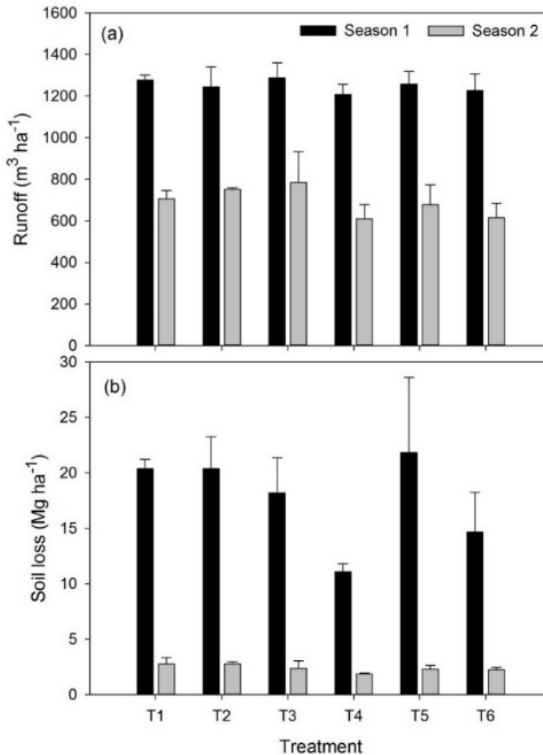 (a)
Season 1
Season 2
1600
1400
1200
1000
800
600
400
200
0
Runoff (m³ ha⁻¹)
(b)
30
25
20
15
10
5
0
Soil loss (Mg ha⁻¹)
T1 T2 T3 T4 T5 T6
Treatment